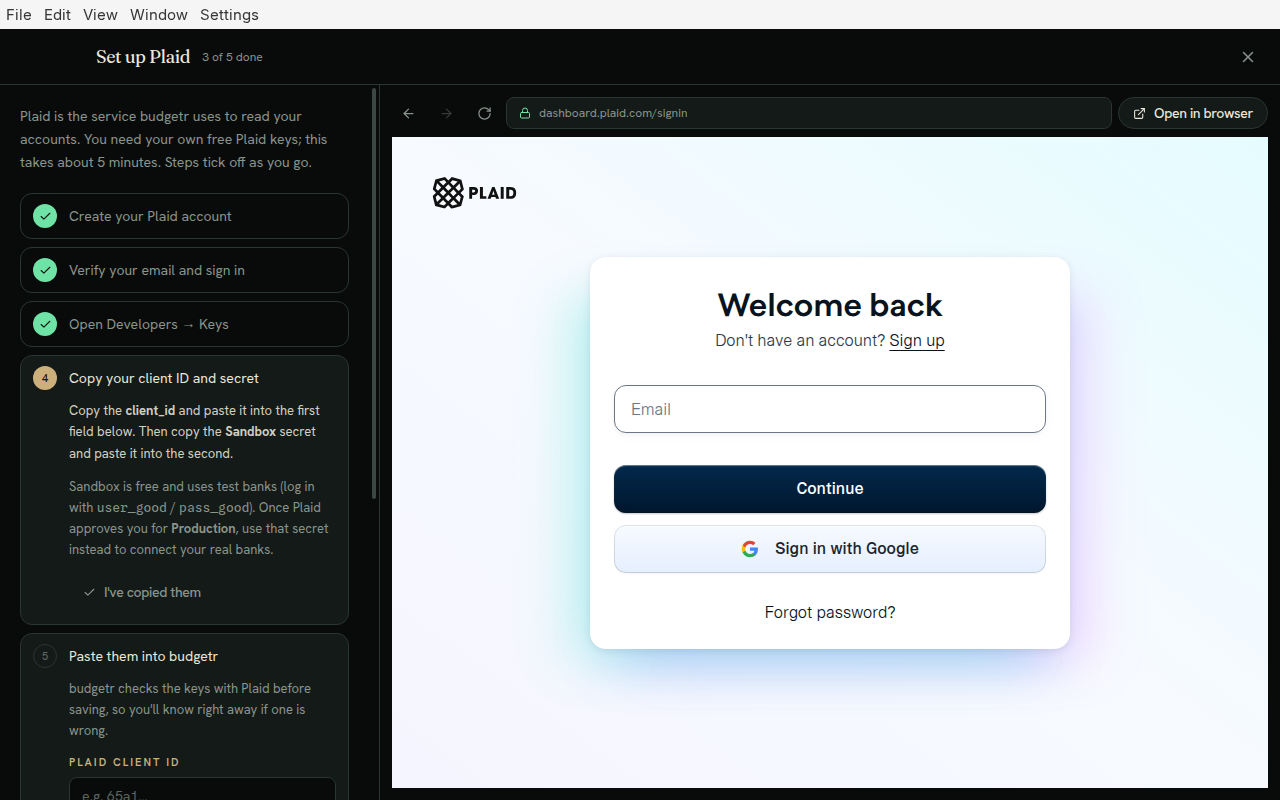 File Edit View Window Settings
Set up Plaid 3 of 5 done
Plaid is the service budgetr uses to read your
accounts. You need your own free Plaid keys; this
takes about 5 minutes. Steps tick off as you go.
Create your Plaid account
Verify your email and sign in
Open Developers → Keys
4 Copy your client ID and secret
Copy the client_id and paste it into the first
field below. Then copy the Sandbox secret
and paste it into the second.
Sandbox is free and uses test banks (log in
with user_good / pass_good). Once Plaid
approves you for Production, use that secret
instead to connect your real banks.
I've copied them
5 Paste them into budgetr
budgetr checks the keys with Plaid before
saving, so you'll know right away if one is
wrong.
PLAID CLIENT ID
e.g. 65a1...
dashboard.plaid.com/signin
Open in browser
PLAID
Welcome back
Don't have an account? Sign up
Email
Continue
Sign in with Google
Forgot password?